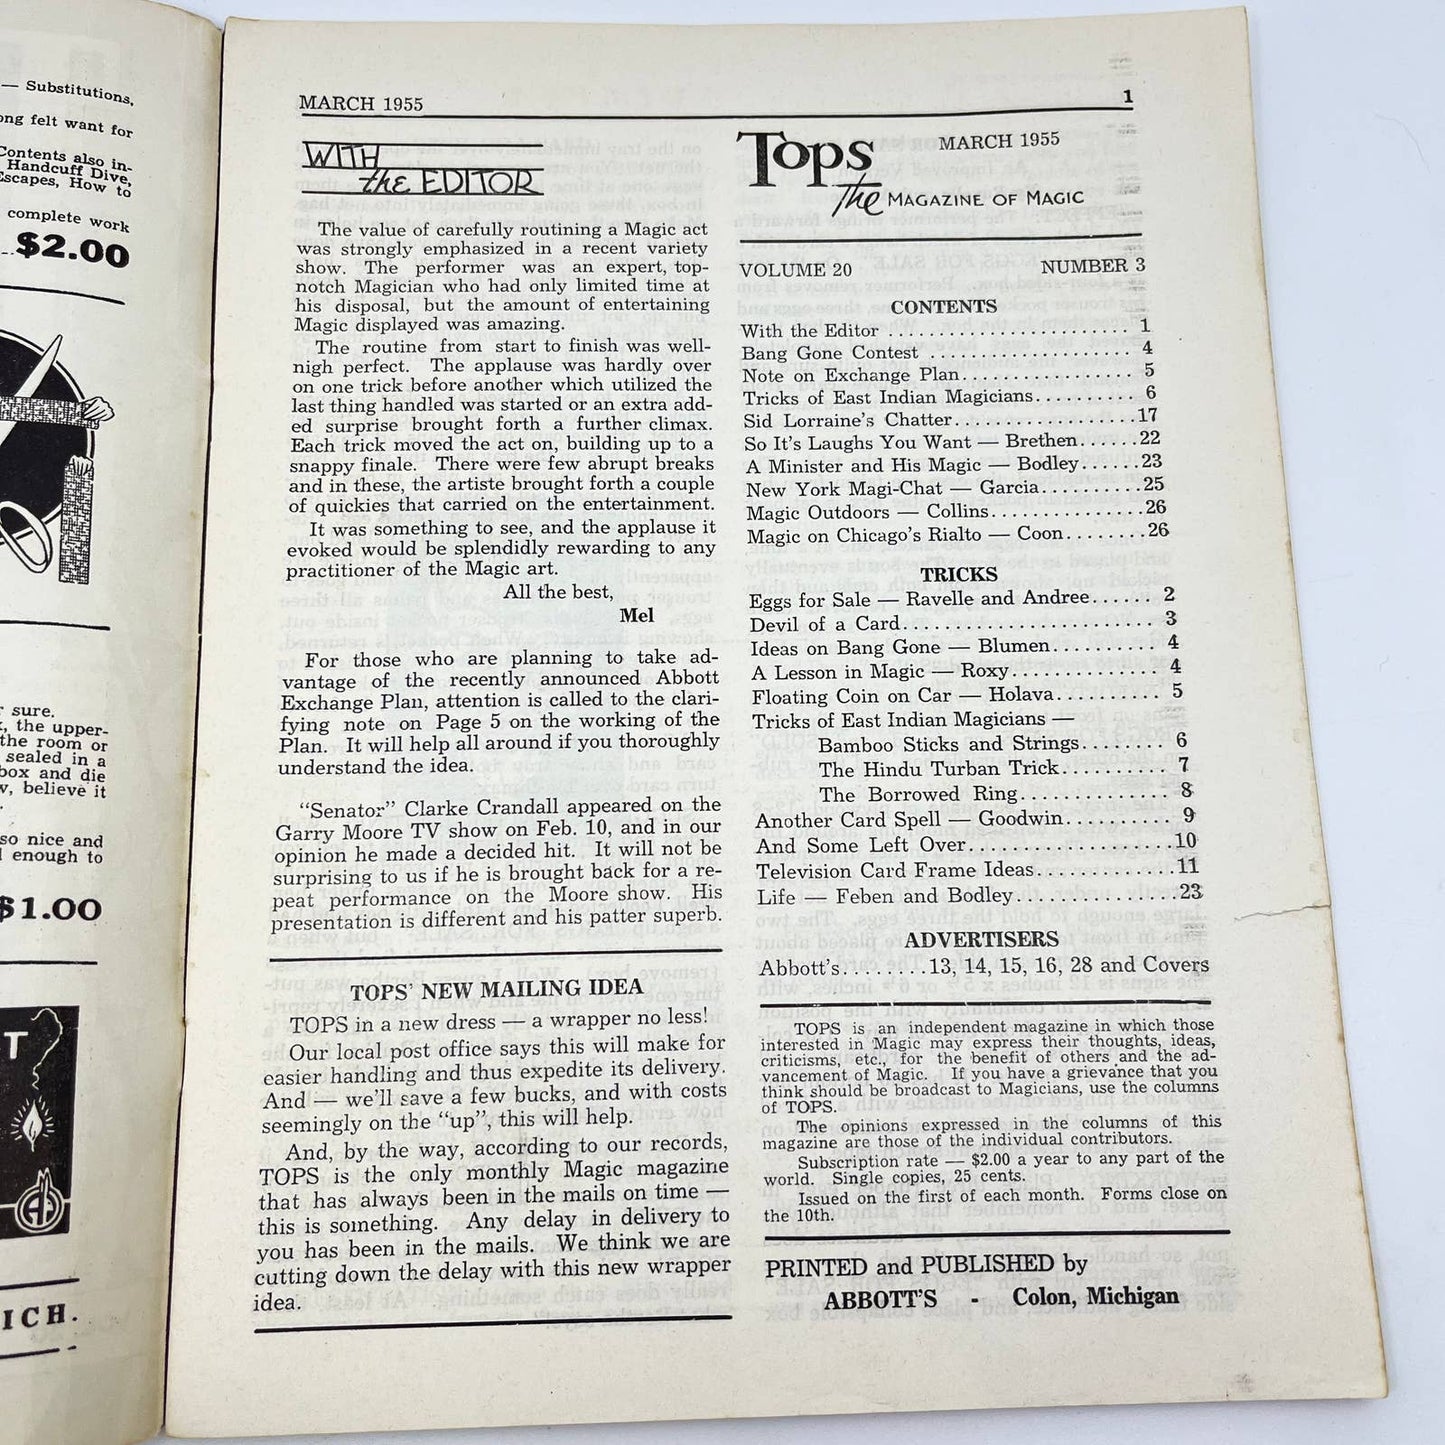 — Substitutions,
ong felt want for
Contents also in-
Handcuff Dive,
Escapes, How to
complete work
$2.00
sure.
, the upper-
the room or
sealed in a
box and die
, believe it
so nice and
enough to
$1.00
T
ICH.
MARCH 1955
1
WITH
the EDITOR
The value of carefully routining a Magic act
was strongly emphasized in a recent variety
show. The performer was an expert, top-
notch Magician who had only limited time at
his disposal, but the amount of entertaining
Magic displayed was amazing.
The routine from start to finish was well-
nigh perfect. The applause was hardly over
on one trick before another which utilized the
last thing handled was started or an extra add-
ed surprise brought forth a further climax.
Each trick moved the act on, building up to a
snappy finale. There were few abrupt breaks
and in these, the artiste brought forth a couple
of quickies that carried on the entertainment.
It was something to see, and the applause it
evoked would be splendidly rewarding to any
practitioner of the Magic art.
All the best,
Mel
For those who are planning to take ad-
vantage of the recently announced Abbott
Exchange Plan, attention is called to the clari-
fying note on Page 5 on the working of the
Plan. It will help all around if you thoroughly
understand the idea.
"Senator" Clarke Crandall appeared on the
Garry Moore TV show on Feb. 10, and in our
opinion he made a decided hit. It will not be
surprising to us if he is brought back for a re-
peat performance on the Moore show. His
presentation is different and his patter superb.
TOPS' NEW MAILING IDEA
TOPS in a new dress — a wrapper no less!
Our local post office says this will make for
easier handling and thus expedite its delivery.
And — we'll save a few bucks, and with costs
seemingly on the "up", this will help.
And, by the way, according to our records,
TOPS is the only monthly Magic magazine
that has always been in the mails on time —
this is something. Any delay in delivery to
you has been in the mails. We think we are
cutting down the delay with this new wrapper
idea.
Tops MARCH 1955
The MAGAZINE OF MAGIC
VOLUME 20 NUMBER 3
CONTENTS
With the Editor ........................ 1
Bang Gone Contest .................... 4
Note on Exchange Plan................. 5
Tricks of East Indian Magicians.......... 6
Sid Lorraine's Chatter..................17
So It's Laughs You Want — Brethen......22
A Minister and His Magic — Bodley......23
New York Magi-Chat — Garcia..........25
Magic Outdoors — Collins...............26
Magic on Chicago's Rialto — Coon........26
TRICKS
Eggs for Sale — Ravelle and Andree...... 2
Devil of a Card........................ 3
Ideas on Bang Gone — Blumen.......... 4
A Lesson in Magic — Roxy.............. 4
Floating Coin on Car — Holava.......... 5
Tricks of East Indian Magicians —
Bamboo Sticks and Strings........ 6
The Hindu Turban Trick.......... 7
The Borrowed Ring.............. 8
Another Card Spell — Goodwin.......... 9
And Some Left Over....................10
Television Card Frame Ideas.............11
Life — Feben and Bodley................23
ADVERTISERS
Abbott's........13, 14, 15, 16, 28 and Covers
TOPS is an independent magazine in which those
interested in Magic may express their thoughts, ideas,
criticisms, etc., for the benefit of others and the ad-
vancement of Magic. If you have a grievance that you
think should be broadcast to Magicians, use the columns
of TOPS.
The opinions expressed in the columns of this
magazine are those of the individual contributors.
Subscription rate — $2.00 a year to any part of the
world. Single copies, 25 cents.
Issued on the first of each month. Forms close on
the 10th.
PRINTED and PUBLISHED by
ABBOTT'S - Colon, Michigan